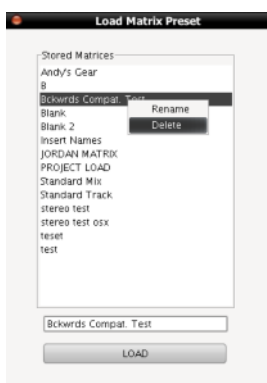 Load Matrix Preset
Stored Matrices
Andy's Gear
B
Bckwrds Compat. Test
Rename
Blank
Delete
Blank 2
Insert Names
JORDAN MATRIX
PROJECT LOAD
Standard Mix
Standard Track
stereo test
stereo test osx
teset
test
Bckwrds Compat. Test
LOAD